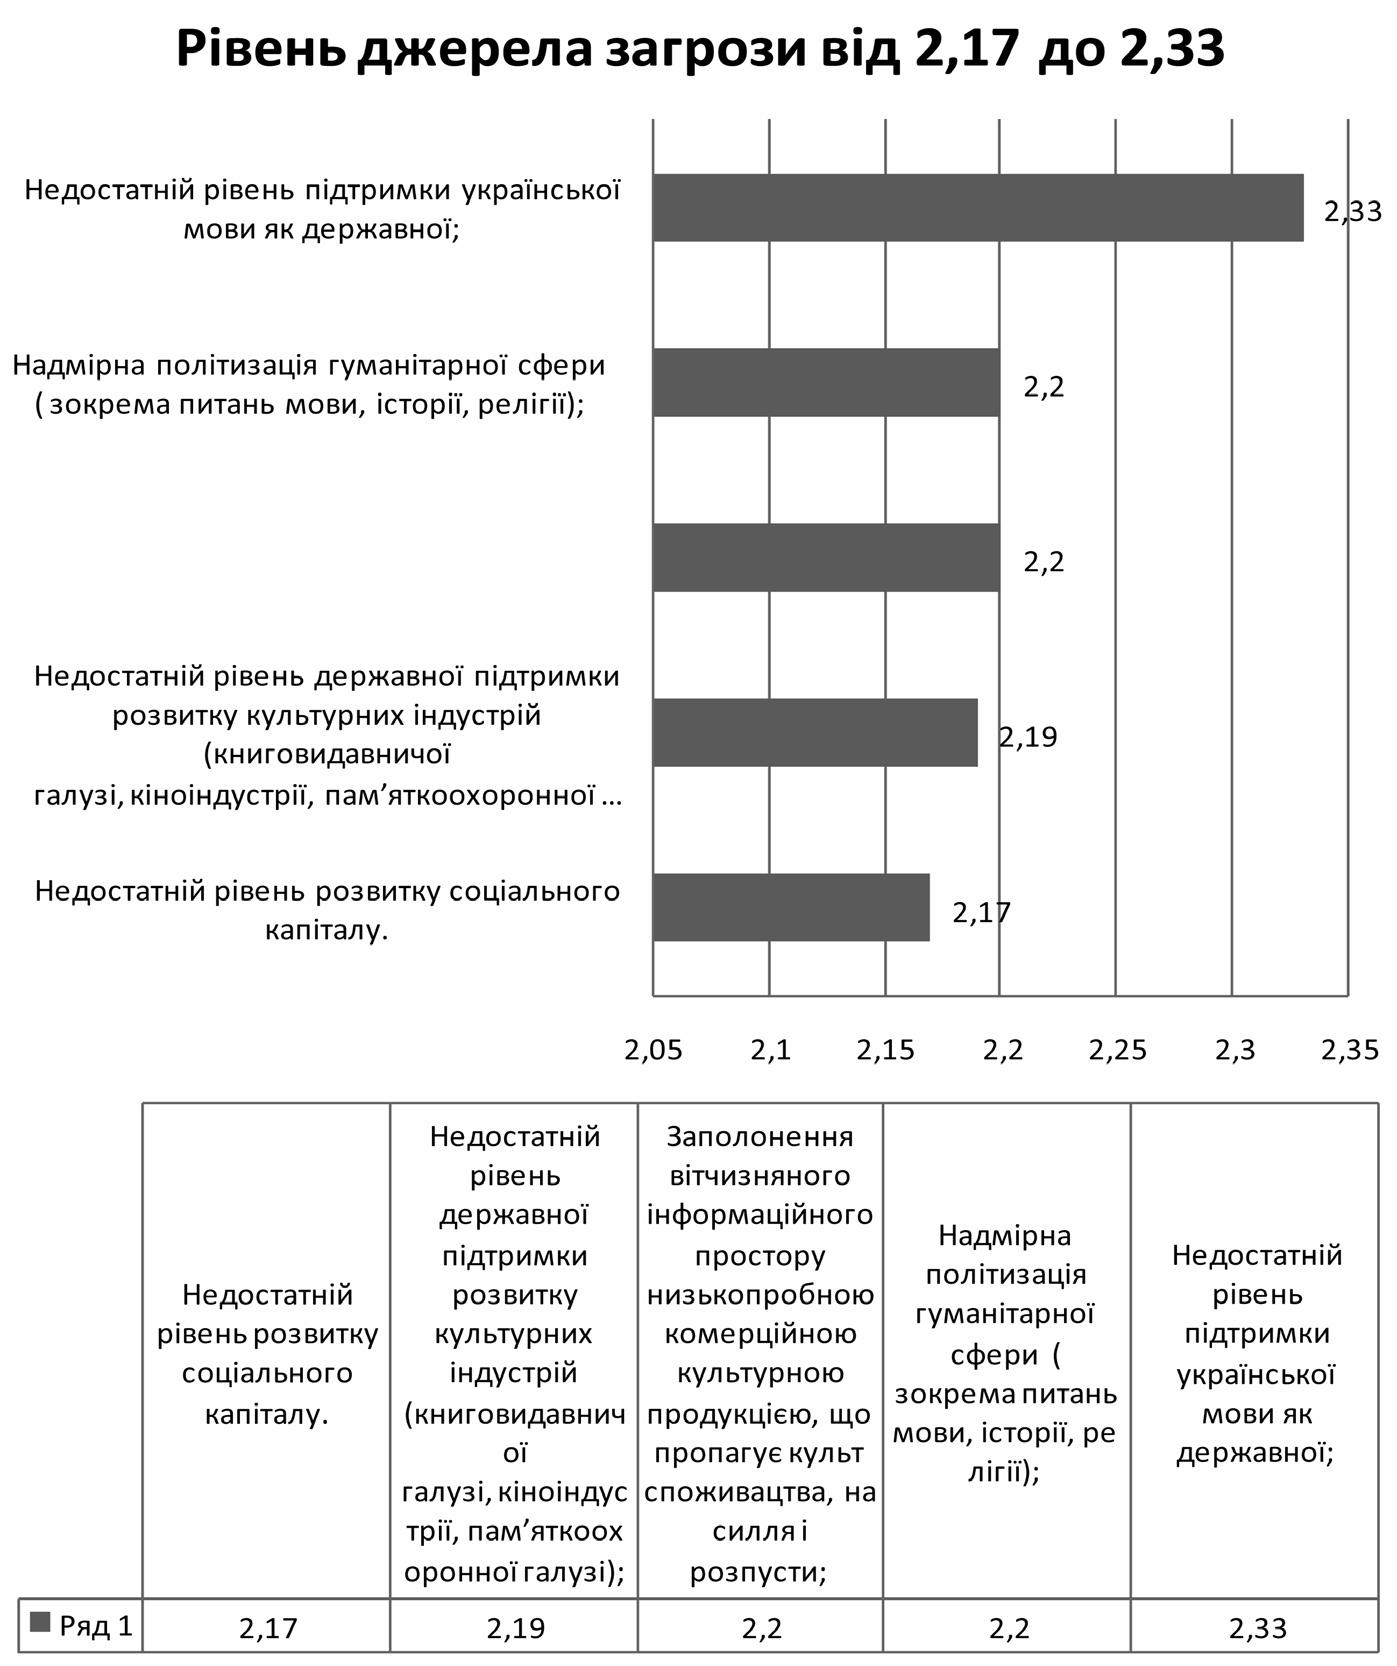 Рівень джерела загрози від 2,17 до 2,33
Недостатній рівень підтримки української
мови як державної;
2,33
Надмірна політизація гуманітарної сфери
( зокрема питань мови, історії, релігії);
2,2
2,2
Недостатній рівень державної підтримки
розвитку культурних індустрій
(книговидавничої
галузі, кіноіндустрії, пам’яткоохоронної ...
2,19
Недостатній рівень розвитку соціального
капіталу.
2,17
2,05 2,1 2,15 2,2 2,25 2,3 2,35
Недостатній
рівень розвитку
соціального
капіталу.
Недостатній
рівень
державної
підтримки
розвитку
культурних
індустрій
(книговидавнич
ої
галузі, кіноіндус
трії, пам’яткоох
оронної галузі);
Заполонення
вітчизняного
інформаційного
простору
низькопробною
комерційною
культурною
продукцією, що
пропагує культ
споживацтва, на
силля і
розпусти;
Надмірна
політизація
гуманітарної
сфери (
зокрема питань
мови, історії, ре
лігії);
Недостатній
рівень
підтримки
української
мови як
державної;
Ряд 1 2,17 2,19 2,2 2,2 2,33